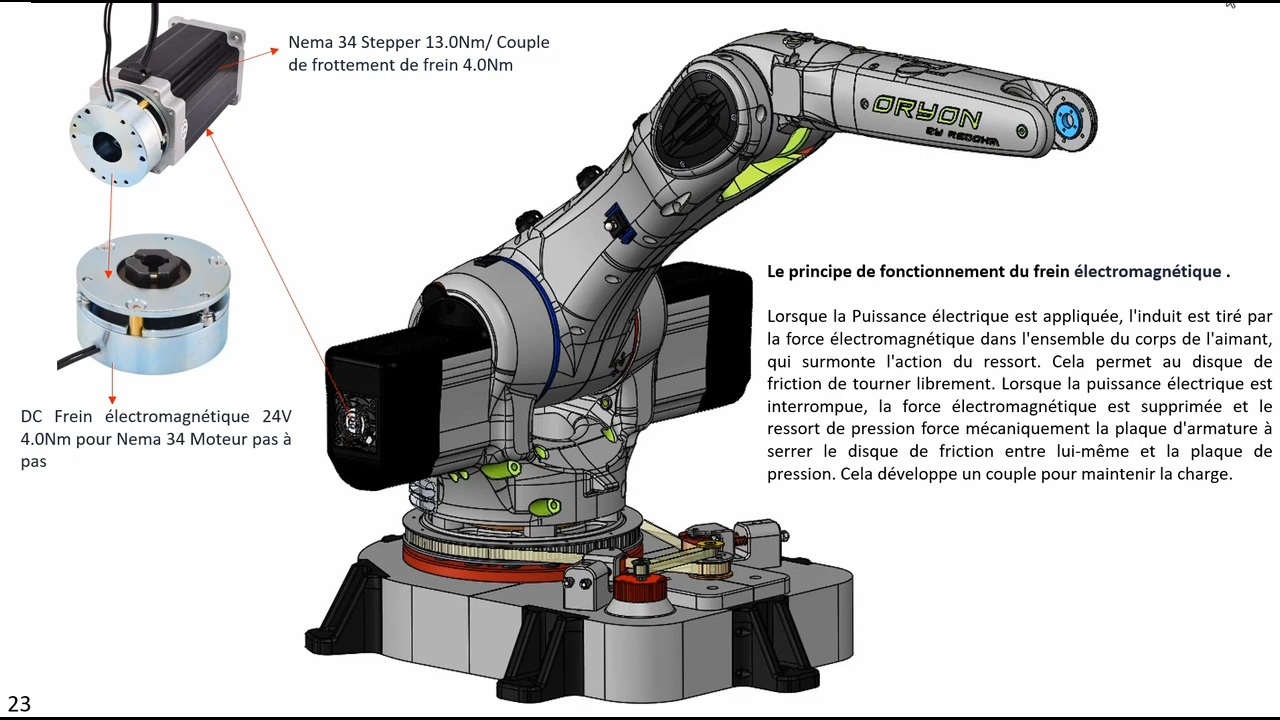 Nema 34 Stepper 13.0Nm/ Couple
de frottement de frein 4.0Nm
ORYON
BY REBOHM
Le principe de fonctionnement du frein électromagnétique .
Lorsque la Puissance électrique est appliquée, l'induit est tiré par
la force électromagnétique dans l'ensemble du corps de l'aimant,
qui surmonte l'action du ressort. Cela permet au disque de
friction de tourner librement. Lorsque la puissance électrique est
interrompue, la force électromagnétique est supprimée et le
ressort de pression force mécaniquement la plaque d'armature à
serrer le disque de friction entre lui-même et la plaque de
pression. Cela développe un couple pour maintenir la charge.
DC Frein électromagnétique 24V
4.0Nm pour Nema 34 Moteur pas à
pas
23